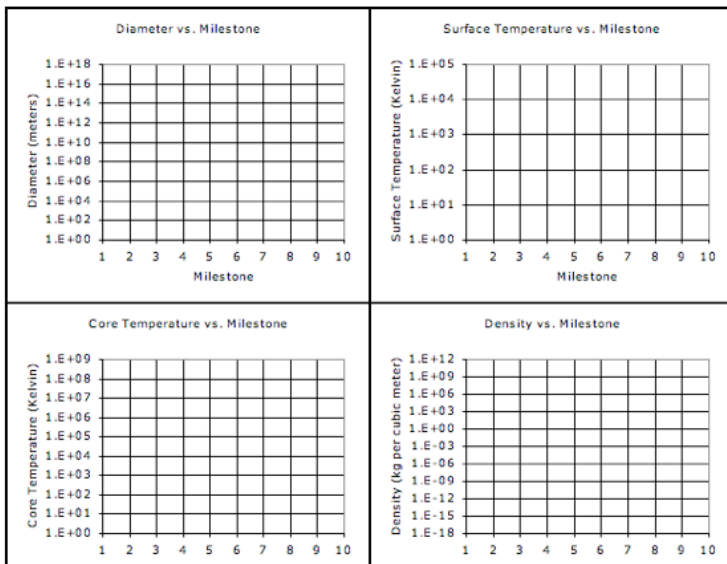 Diameter vs. Milestone
Diameter (meters)
1.E+18
1.E+16
1.E+14
1.E+12
1.E+10
1.E+08
1.E+06
1.E+04
1.E+02
1.E+00
1 2 3 4 5 6 7 8 9 10
Milestone
Surface Temperature vs. Milestone
Surface Temperature (Kelvin)
1.E+05
1.E+04
1.E+03
1.E+02
1.E+01
1.E+00
1 2 3 4 5 6 7 8 9 10
Milestone
Core Temperature vs. Milestone
Core Temperature (Kelvin)
1.E+09
1.E+08
1.E+07
1.E+06
1.E+05
1.E+04
1.E+03
1.E+02
1.E+01
1.E+00
1 2 3 4 5 6 7 8 9 10
Density vs. Milestone
Density (kg per cubic meter)
1.E+12
1.E+09
1.E+06
1.E+03
1.E+00
1.E-03
1.E-06
1.E-09
1.E-12
1.E-15
1.E-18
1 2 3 4 5 6 7 8 9 10